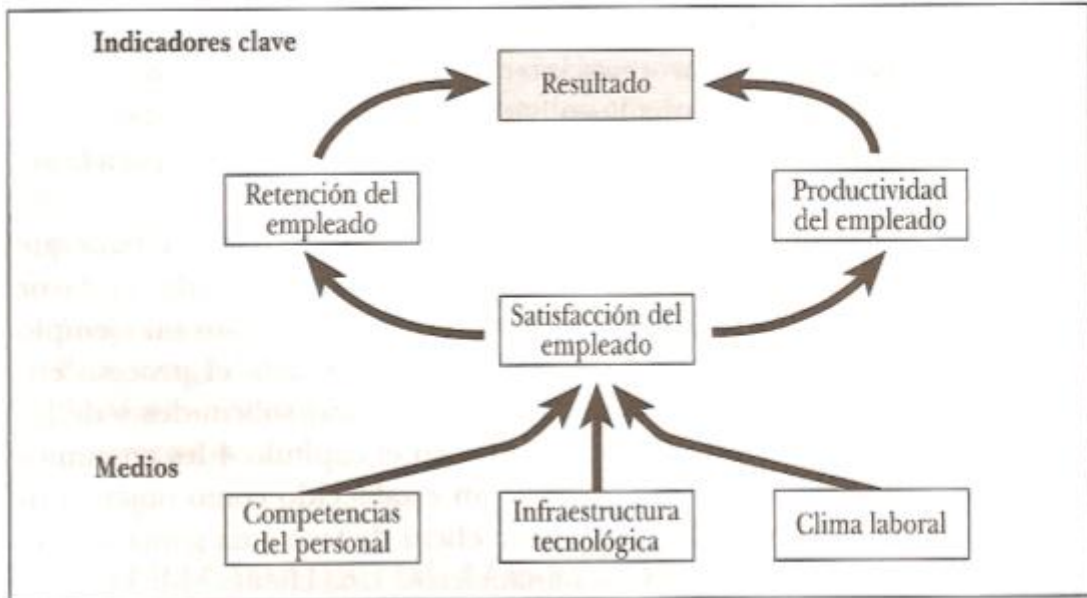 Indicadores clave
Resultado
Retención del
empleado
Productividad
del empleado
Satisfacción del
empleado
Medios
Competencias
del personal
Infraestructura
tecnológica
Clima laboral